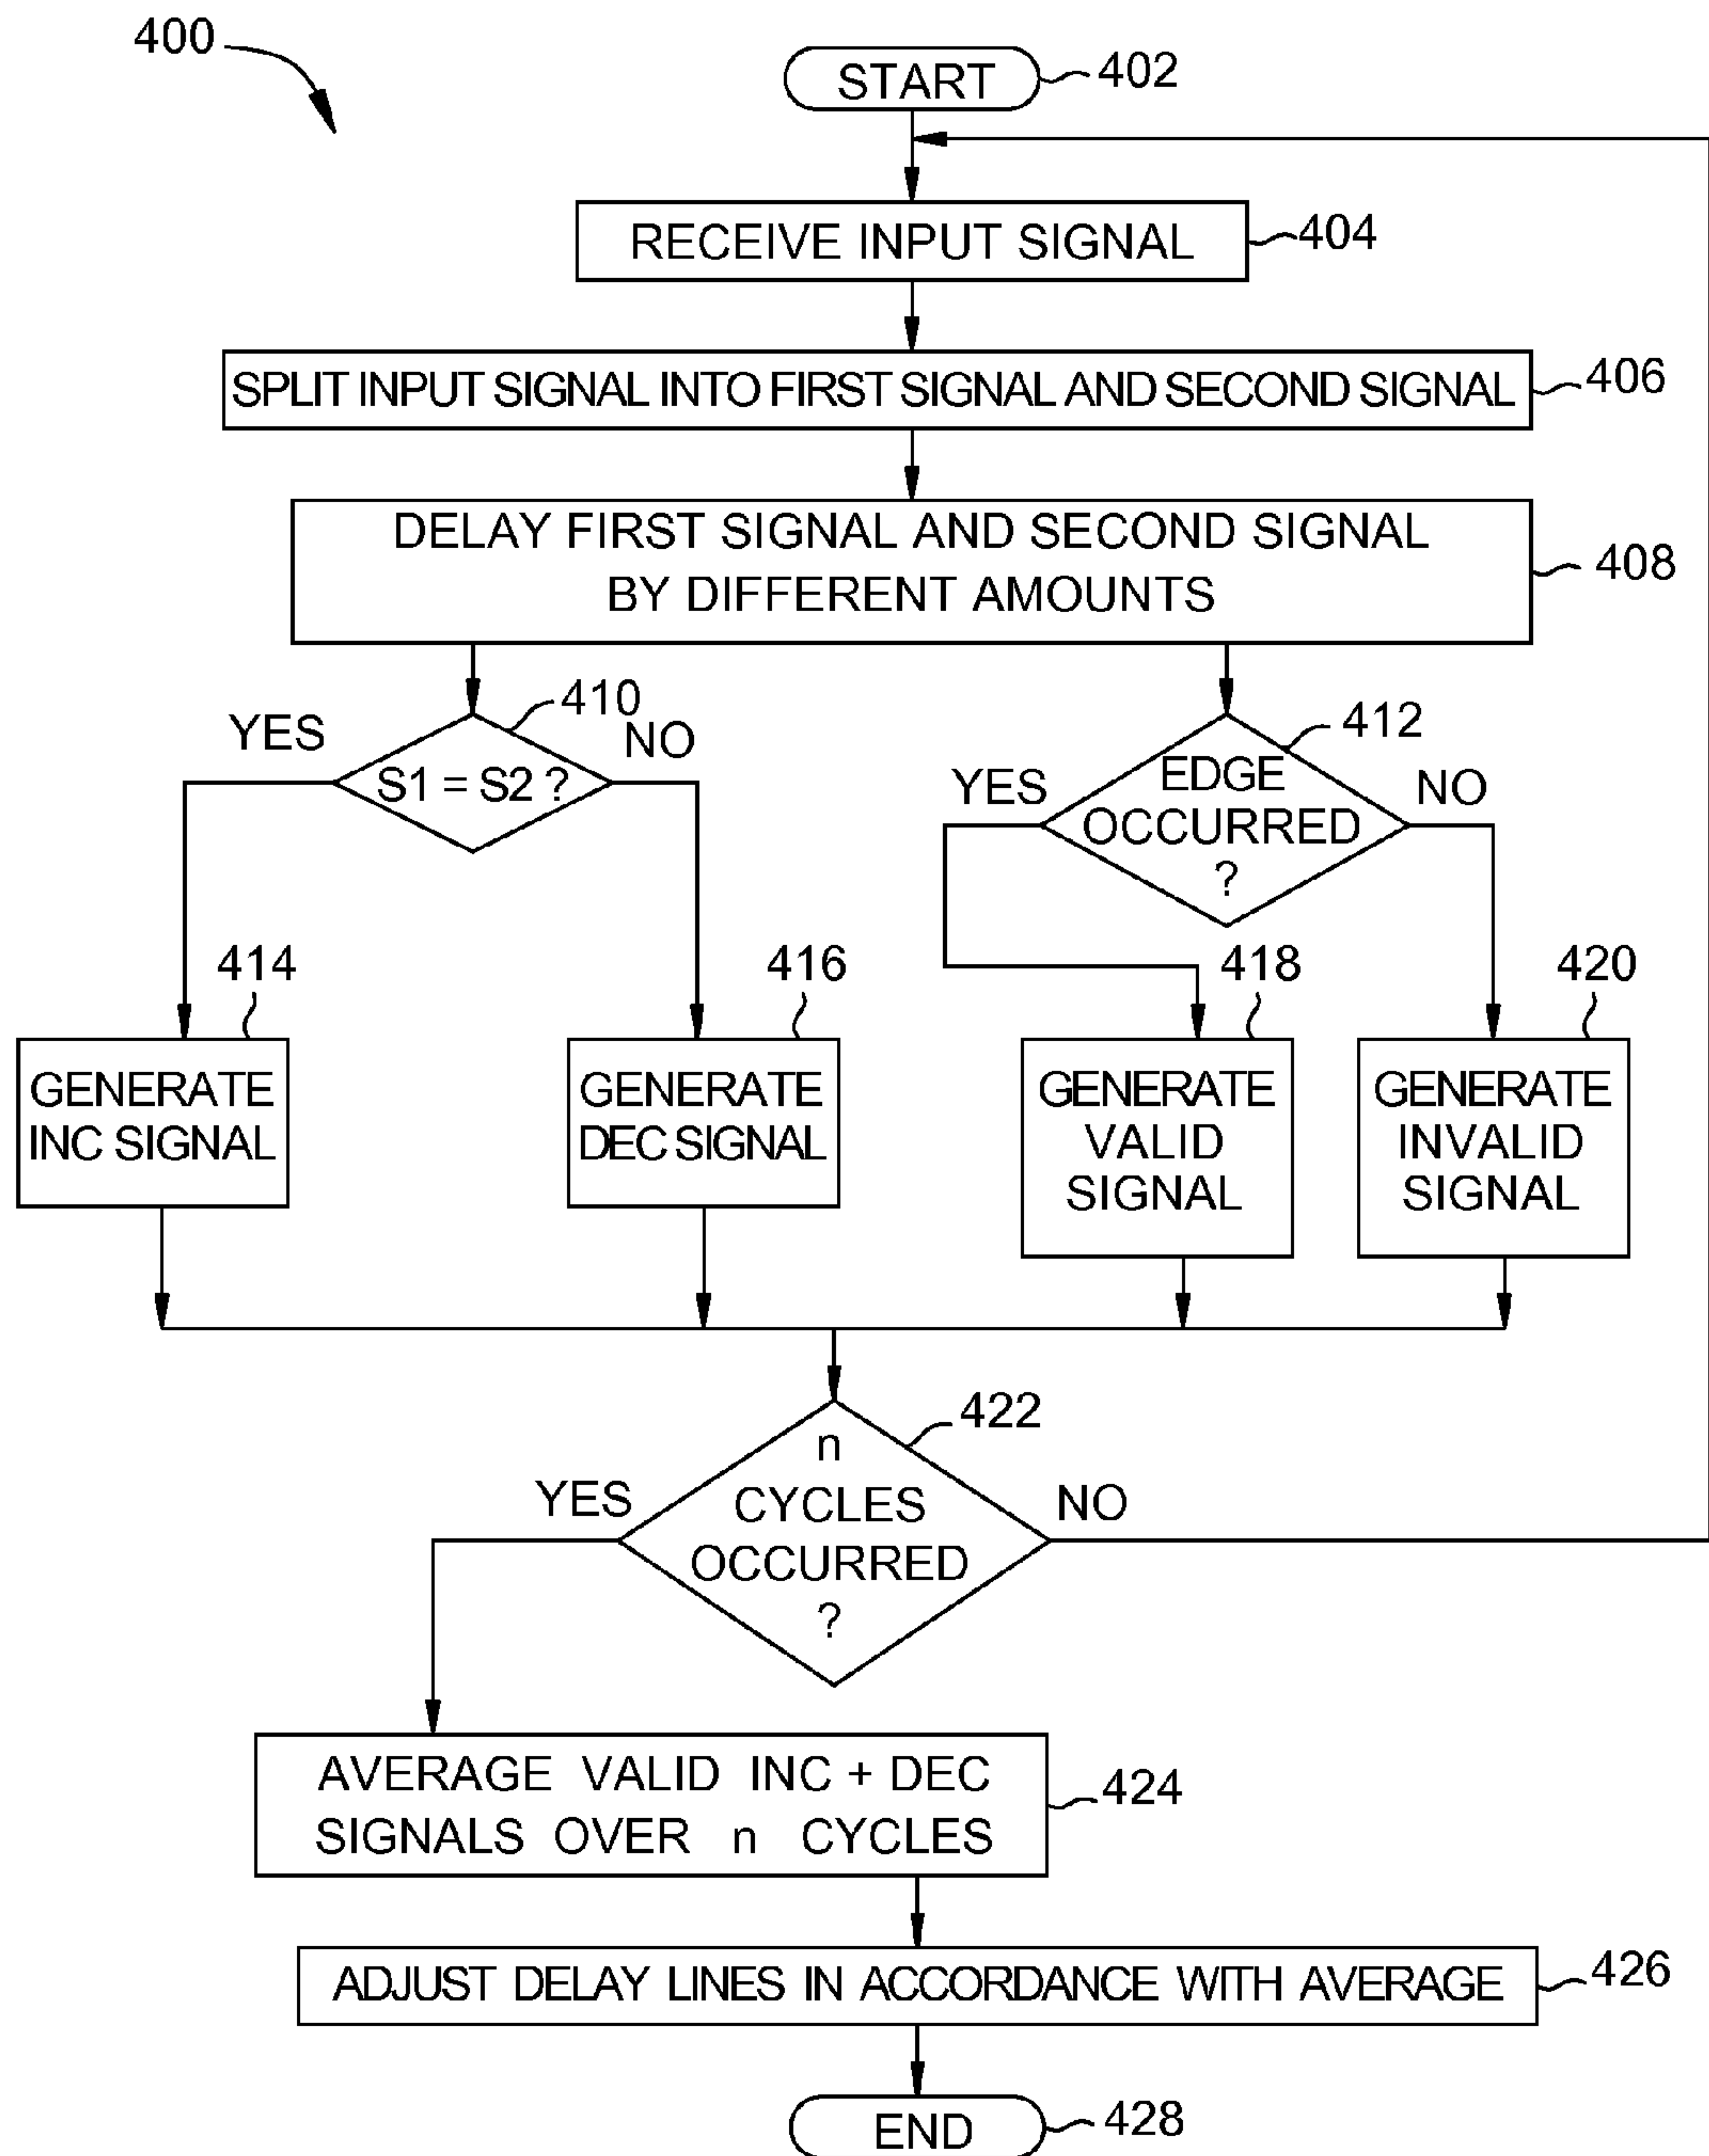 400
START
402
RECEIVE INPUT SIGNAL
404
SPLIT INPUT SIGNAL INTO FIRST SIGNAL AND SECOND SIGNAL
406
DELAY FIRST SIGNAL AND SECOND SIGNAL
BY DIFFERENT AMOUNTS
408
410
YES
NO
S1 = S2 ?
412
YES
NO
EDGE
OCCURRED
?
414
GENERATE
INC SIGNAL
416
GENERATE
DEC SIGNAL
418
GENERATE
VALID
SIGNAL
420
GENERATE
INVALID
SIGNAL
422
YES
NO
n
CYCLES
OCCURRED
?
AVERAGE VALID INC + DEC
SIGNALS OVER n CYCLES
424
ADJUST DELAY LINES IN ACCORDANCE WITH AVERAGE
426
END
428